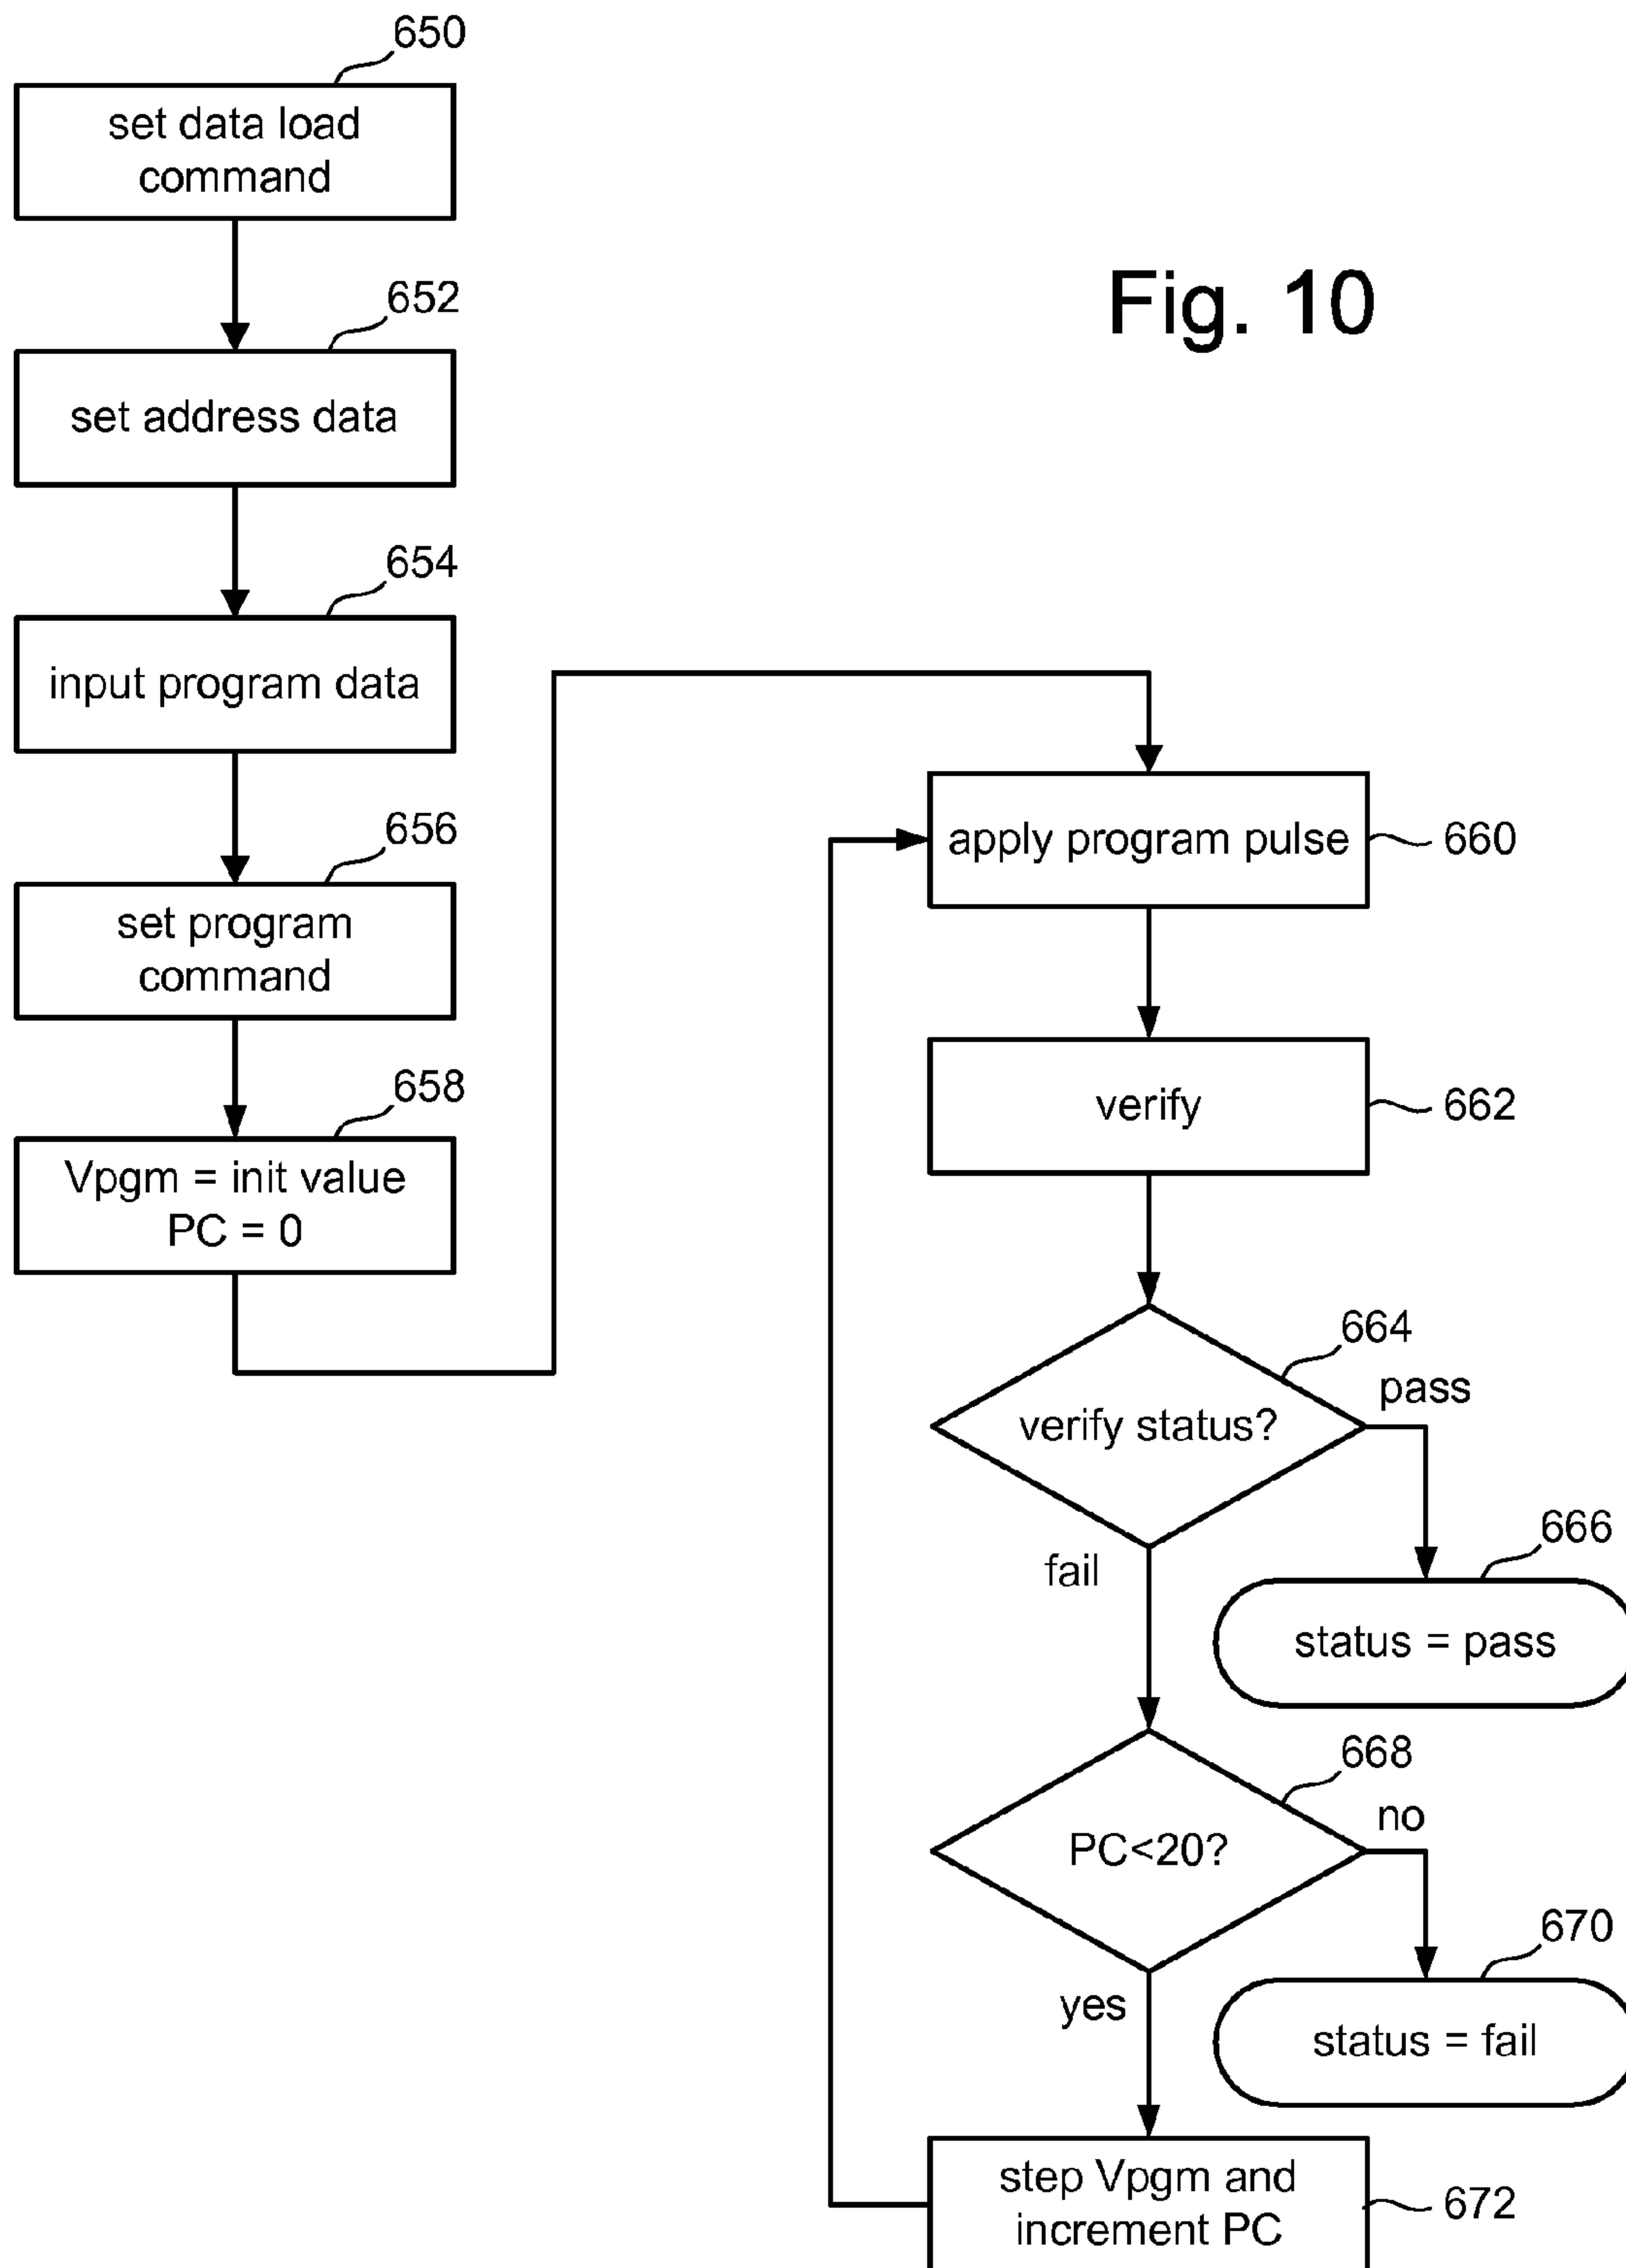 650
set data load
command
Fig. 10
652
set address data
654
input program data
656
set program
command
658
Vpgm = init value
PC = 0
apply program pulse
660
verify
662
664
verify status?
pass
666
status = pass
fail
668
PC<20?
no
670
status = fail
yes
step Vpgm and
increment PC
672